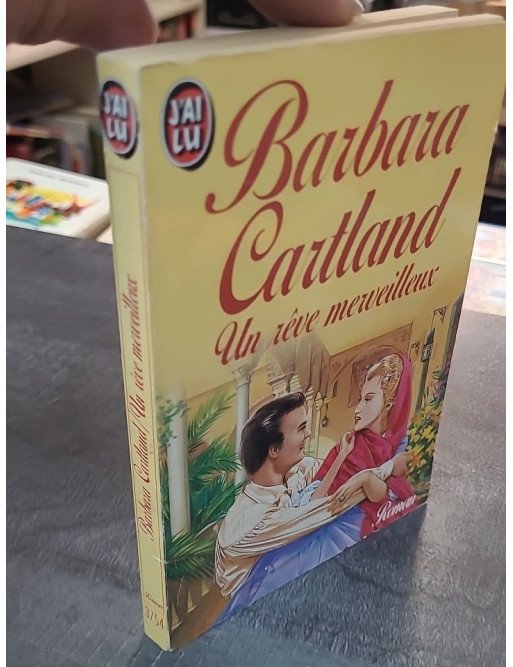 J'AI
LU
J'AI
LU
Barbara
Cartland
Un rêve merveilleux
Roman
Barbara Cartland/Un rêve merveilleux
Roman
3754